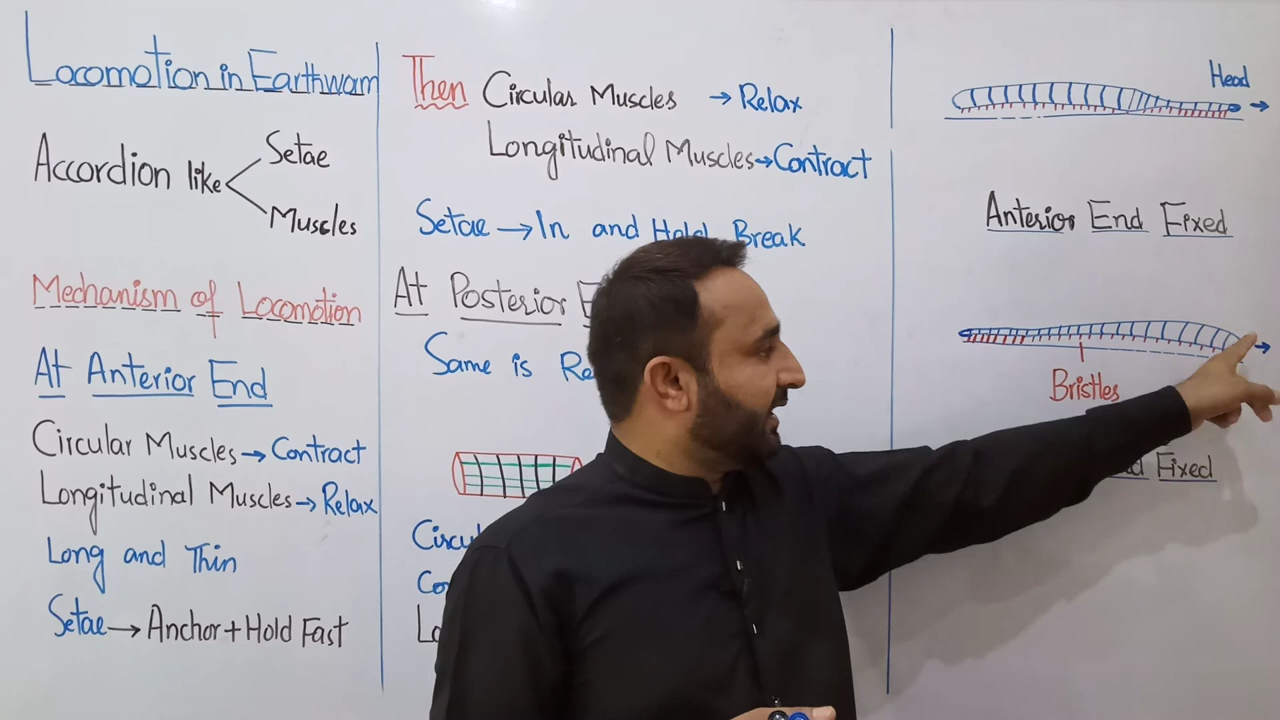 Locomotion in Earthworm
Accordion like
Setae
Muscles
Mechanism of Locomotion
At Anterior End
Circular Muscles → Contract
Longitudinal Muscles → Relax
Long and Thin
Setae → Anchor + Hold Fast
Then Circular Muscles → Relax
Longitudinal Muscles → Contract
Setae → In and Hold Break
At Posterior
Same is
Head
Anterior End Fixed
Bristles
Fixed